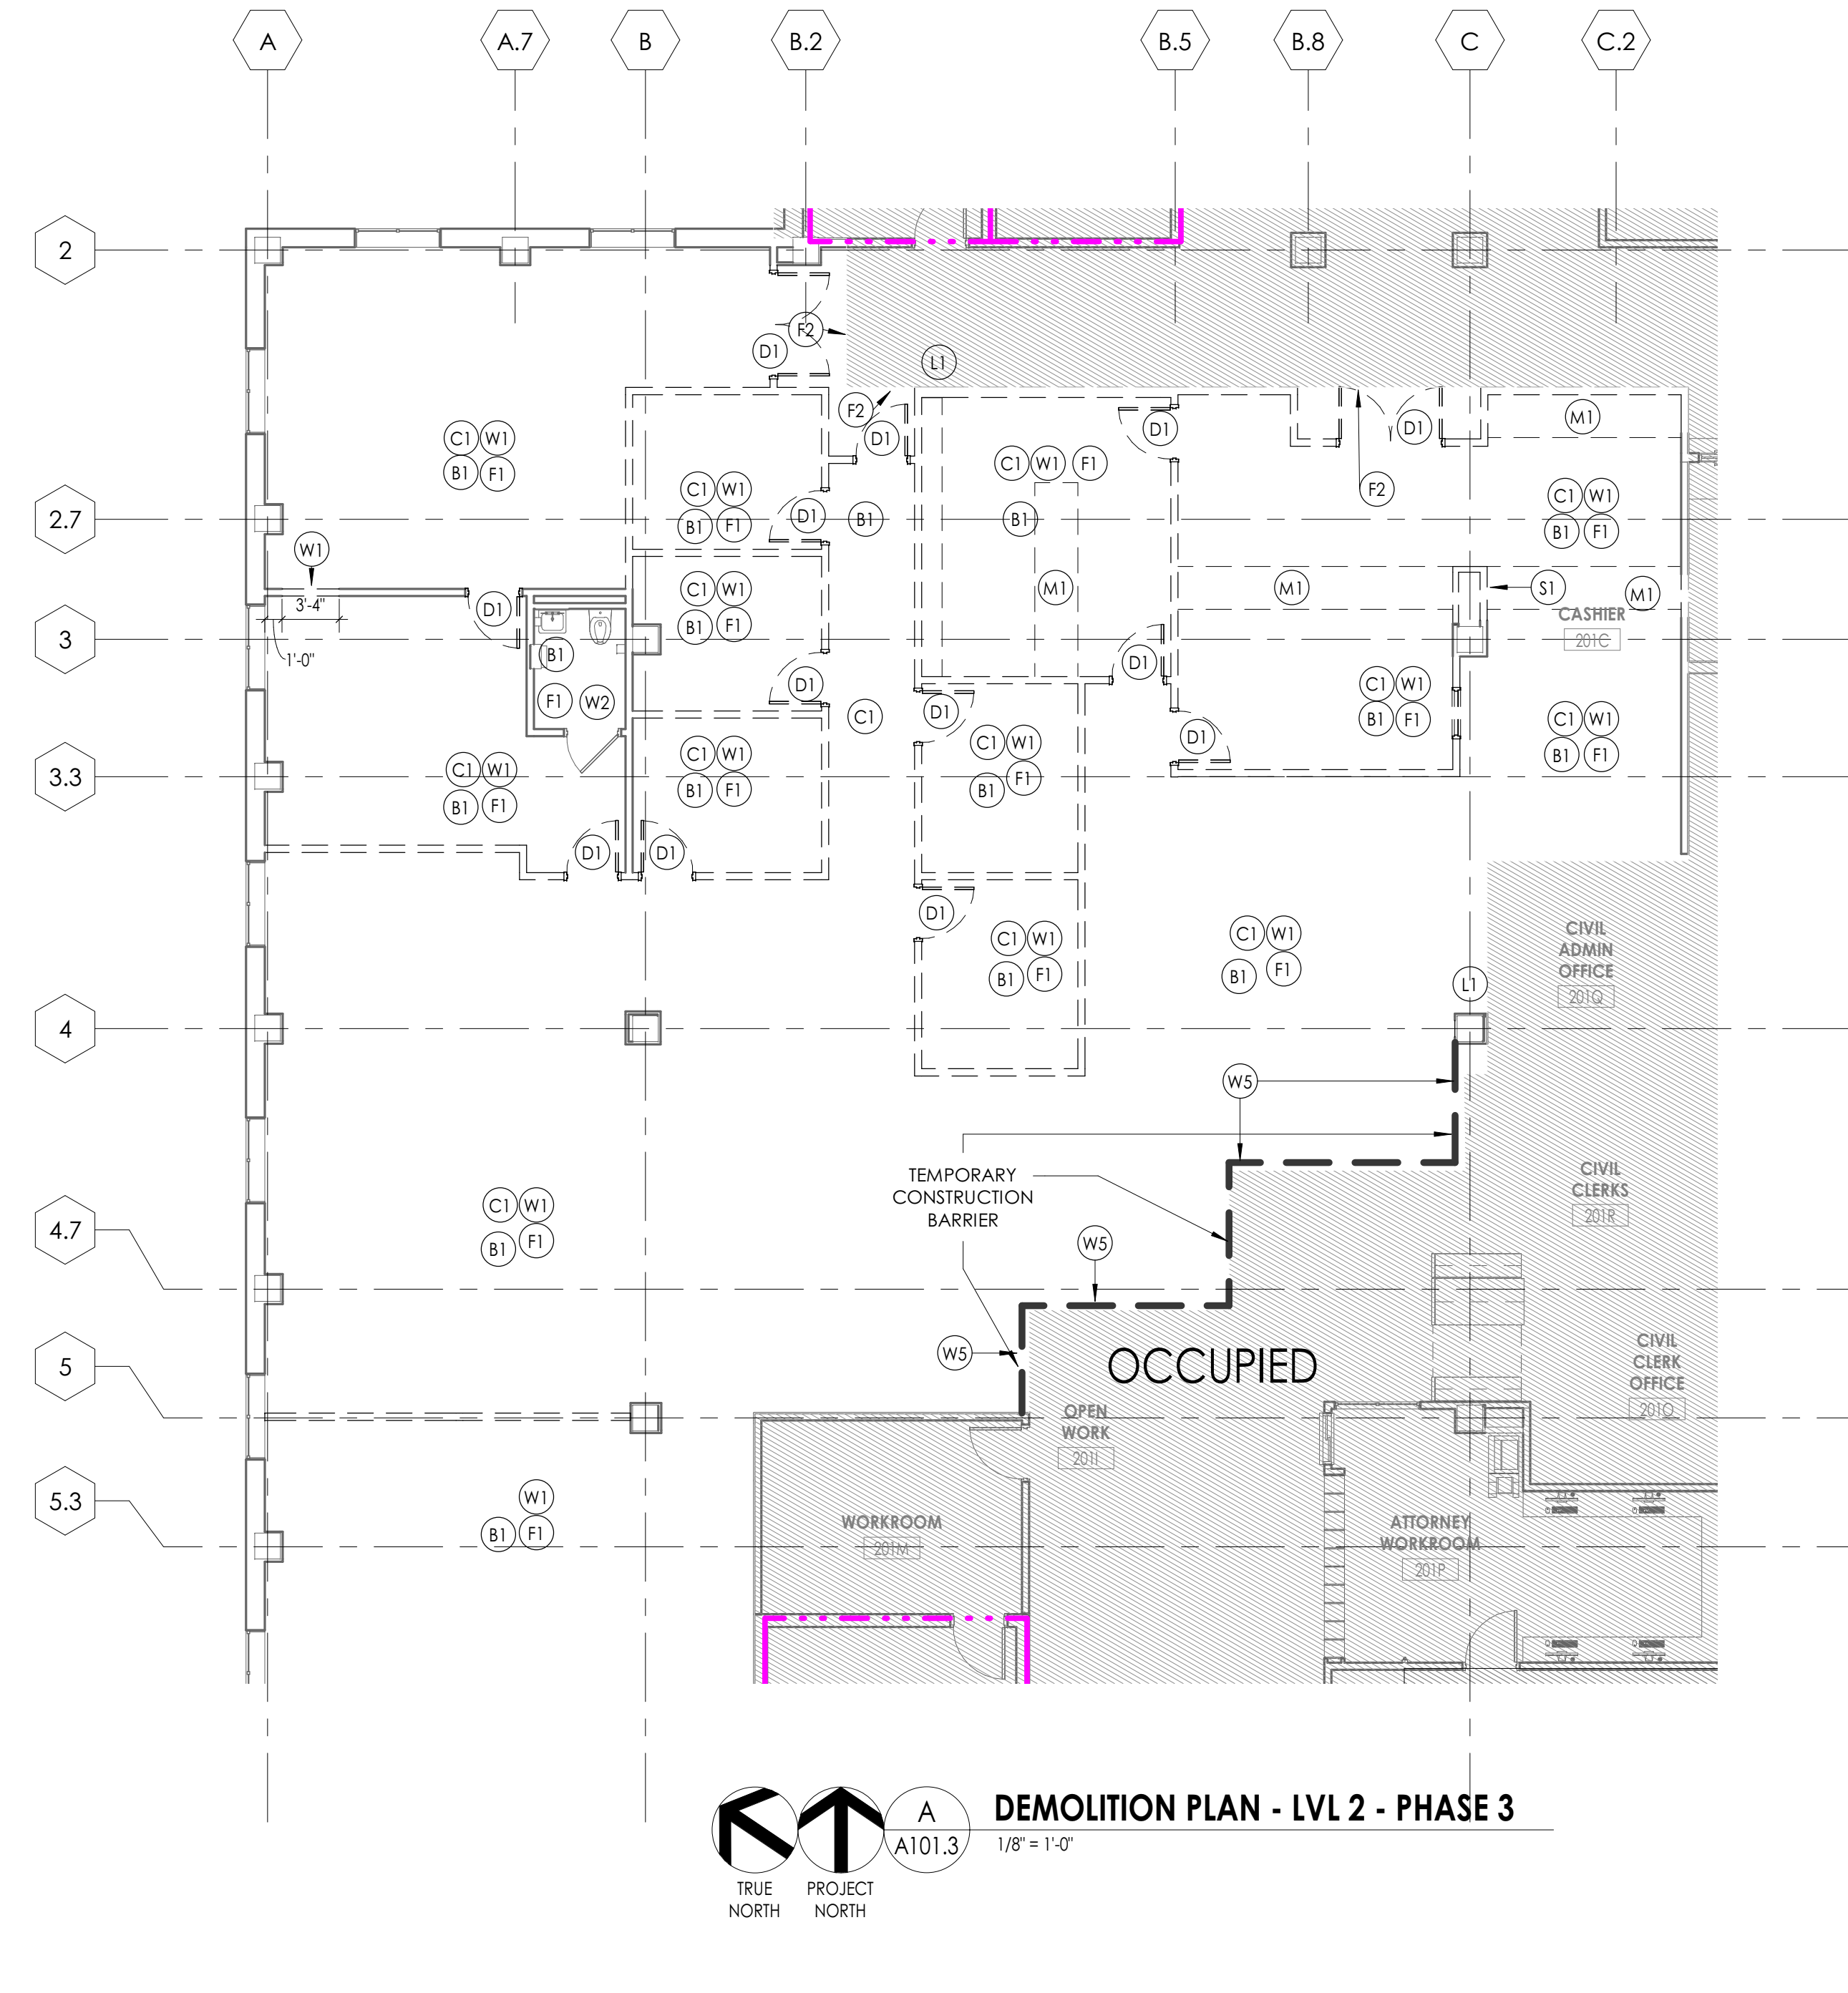 A
A.7
B
B.2
B.5
B.8
C
C.2
2
F2
D1
L1
F2
D1
D1
D1
M1
C1 W1
B1 F1
C1 W1 F1
C1 W1
B1 F1
F2
C1 W1
B1 F1
2.7
D1
B1
B1
W1
3'-4"
D1
C1 W1
B1 F1
M1
M1
S1
M1
CASHIER
201C
3
1'-0"
B1
F1
W2
D1
D1
C1
D1
C1 W1
B1 F1
C1 W1
B1 F1
D1
3.3
C1 W1
B1 F1
C1 W1
B1 F1
C1 W1
B1
F1
D1
D1
D1
C1 W1
B1 F1
C1 W1
B1 F1
CIVIL
ADMIN
OFFICE
201Q
L1
4
W5
TEMPORARY
CONSTRUCTION
BARRIER
CIVIL
CLERKS
201R
4.7
C1 W1
B1 F1
W5
5
W5
OCCUPIED
CIVIL
CLERK
OFFICE
201O
OPEN
WORK
201I
5.3
W1
B1 F1
WORKROOM
201M
ATTORNEY
WORKROOM
201P
A
A101.3
DEMOLITION PLAN - LVL 2 - PHASE 3
1/8" = 1'-0"
TRUE
NORTH
PROJECT
NORTH